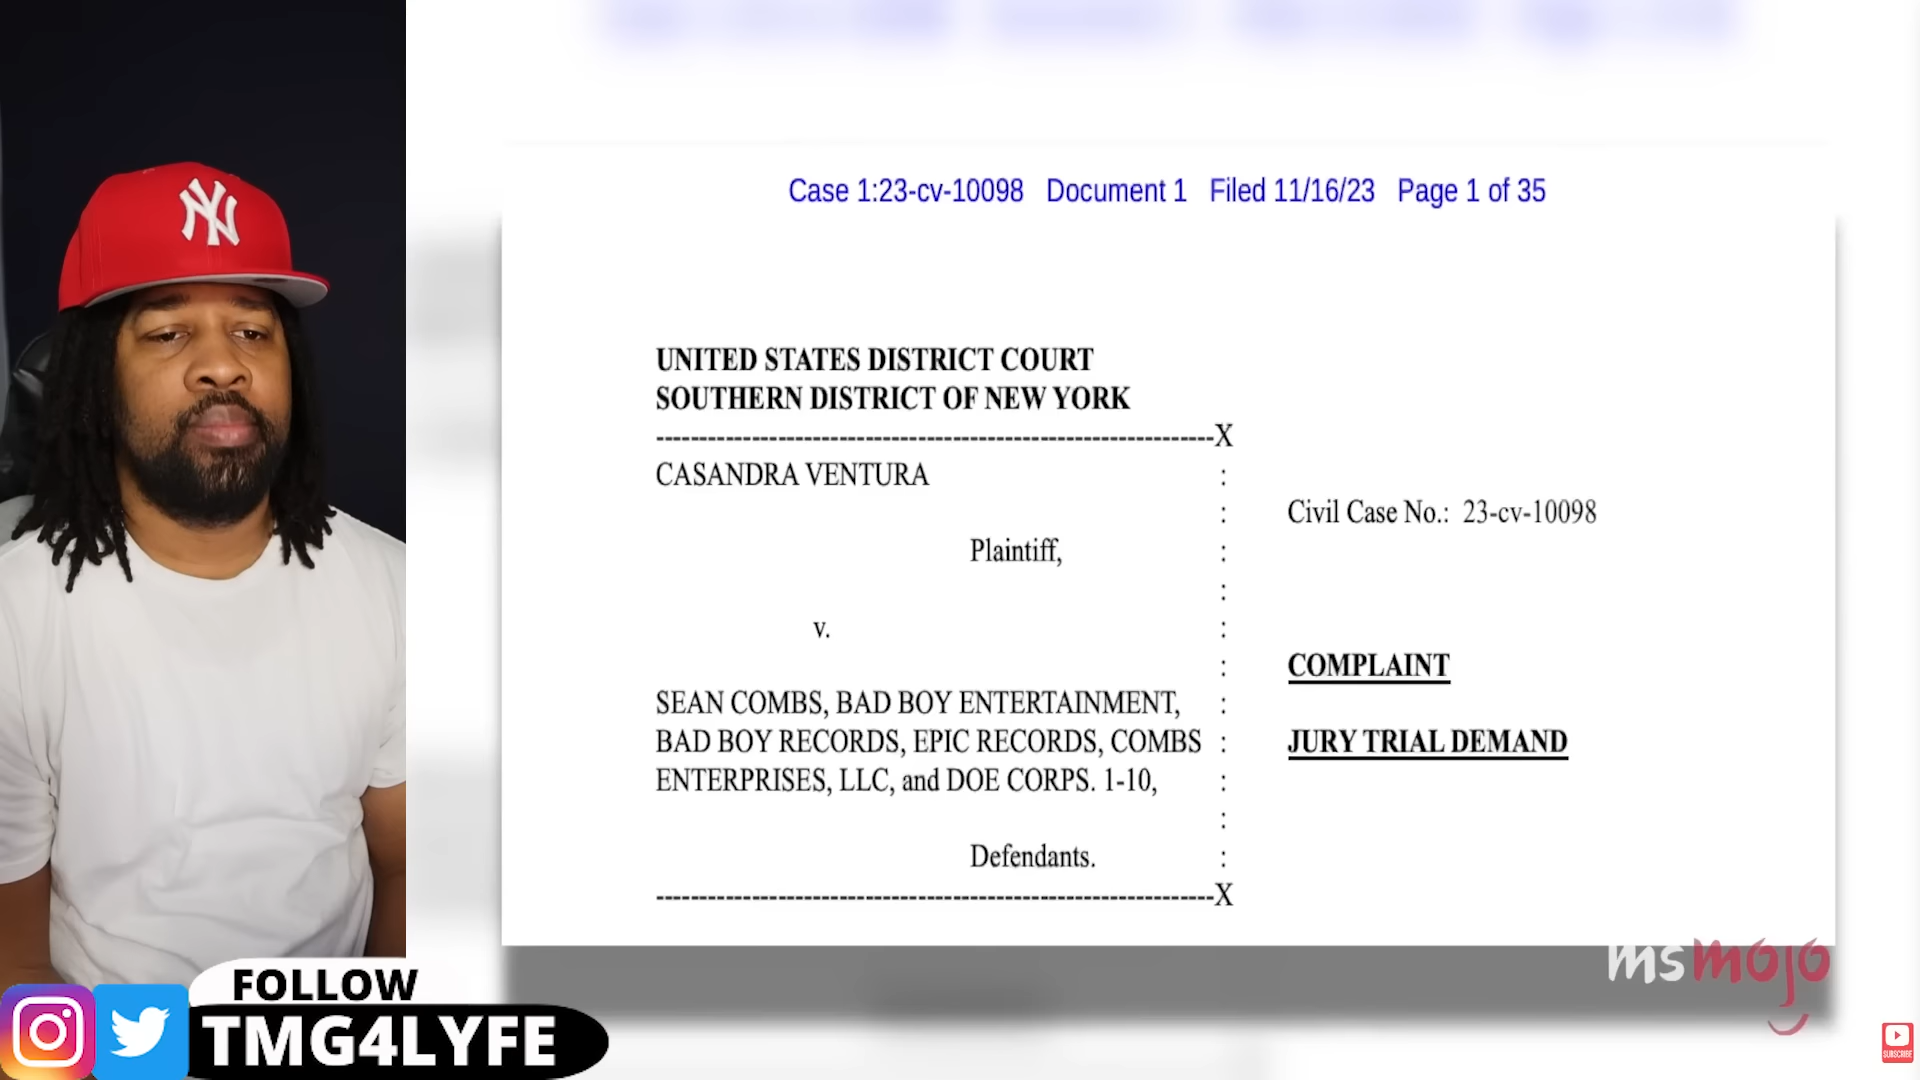 NY
Case 1:23-cv-10098 Document 1 Filed 11/16/23 Page 1 of 35
UNITED STATES DISTRICT COURT
SOUTHERN DISTRICT OF NEW YORK
-----------------------------------------------------------------X
CASANDRA VENTURA :
: Civil Case No.: 23-cv-10098
Plaintiff, :
:
v. :
: COMPLAINT
SEAN COMBS, BAD BOY ENTERTAINMENT, :
BAD BOY RECORDS, EPIC RECORDS, COMBS : JURY TRIAL DEMAND
ENTERPRISES, LLC, and DOE CORPS. 1-10, :
:
Defendants. :
-----------------------------------------------------------------X
msmojo
FOLLOW
TMG4LYFE
SUBSCRIBE